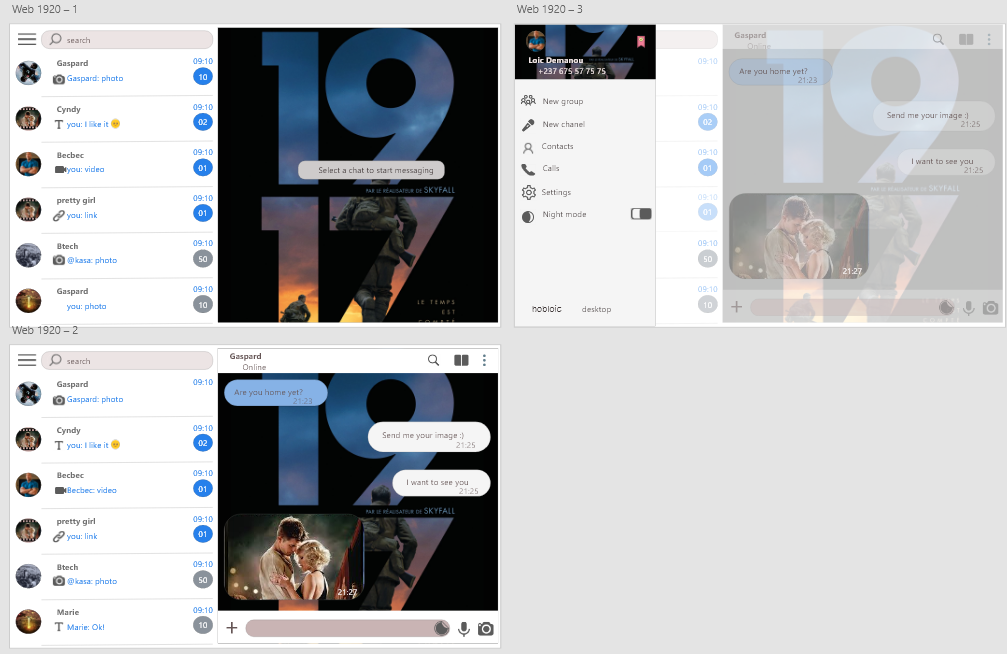 Web 1920 – 1
search
Gaspard
09:10
Gaspard: photo
10
Cyndy
09:10
you: I like it
02
Becbec
09:10
you: video
01
pretty girl
09:10
you: link
01
Btech
09:10
@kasa: photo
50
Gaspard
09:10
you: photo
10
19
Select a chat to start messaging
PAR LE RÉALISATEUR DE SKYFALL
17
LE TEMPS
EST
Web 1920 – 3
Loic Demanou
+237 675 57 75 75
New group
New chanel
Contacts
Calls
Settings
Night mode
desktop
09:10
09:10
02
09:10
01
09:10
01
09:10
50
09:10
10
Gaspard
Online
Are you home yet?
21:23
Send me your image :)
21:25
I want to see you
21:25
PAR LE RÉALISATEUR DE SKYFALL
21:27
Web 1920 – 2
search
Gaspard
09:10
Gaspard: photo
Cyndy
09:10
you: I like it
02
Becbec
09:10
Becbec: video
01
pretty girl
09:10
you: link
01
Btech
09:10
@kasa: photo
50
Marie
09:10
Marie: Ok!
10
Gaspard
Online
Are you home yet?
21:23
Send me your image :)
21:25
I want to see you
21:25
PAR LE RÉALISATEUR DE SKYFALL
21:27